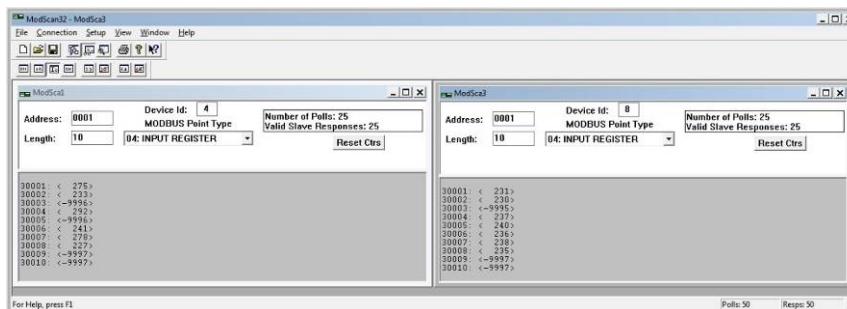 ModScan32 - ModSca3
File Connection Setup View Window Help
ModSca1
Address: 0001
Device Id: 4
MODBUS Point Type
Length: 10
04: INPUT REGISTER
Number of Polls: 25
Valid Slave Responses: 25
Reset Ctrs
30001: < 275>
30002: < 233>
30003: <-9996>
30004: < 292>
30005: <-9996>
30006: < 241>
30007: < 278>
30008: < 227>
30009: <-9997>
30010: <-9997>
ModSca3
Address: 0001
Device Id: 8
MODBUS Point Type
Length: 10
04: INPUT REGISTER
Number of Polls: 25
Valid Slave Responses: 25
Reset Ctrs
30001: < 231>
30002: < 230>
30003: <-9995>
30004: < 237>
30005: < 240>
30006: < 236>
30007: < 238>
30008: < 235>
30009: <-9997>
30010: <-9997>
For Help, press F1
Polls: 50
Resps: 50